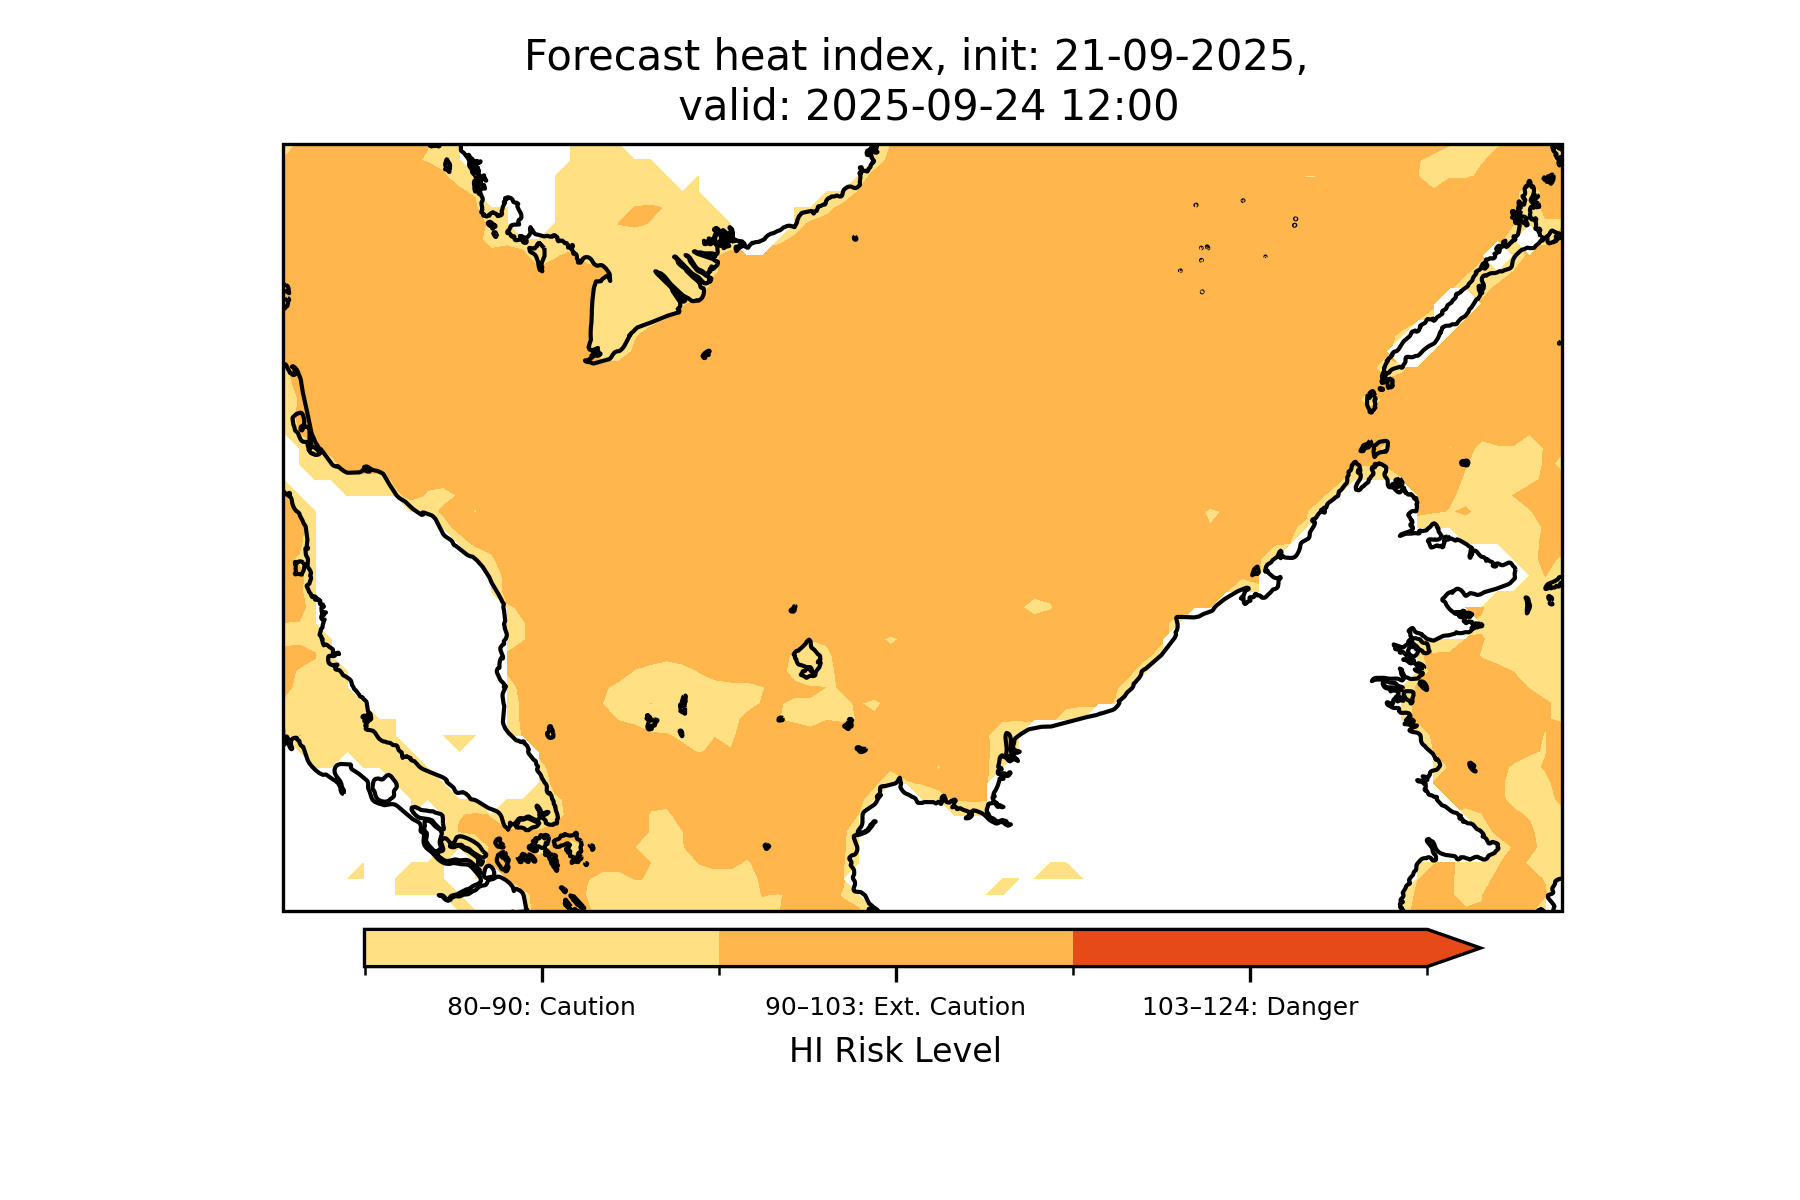 Forecast heat index, init: 21-09-2025,
valid: 2025-09-24 12:00
80–90: Caution
90–103: Ext. Caution
103–124: Danger
HI Risk Level